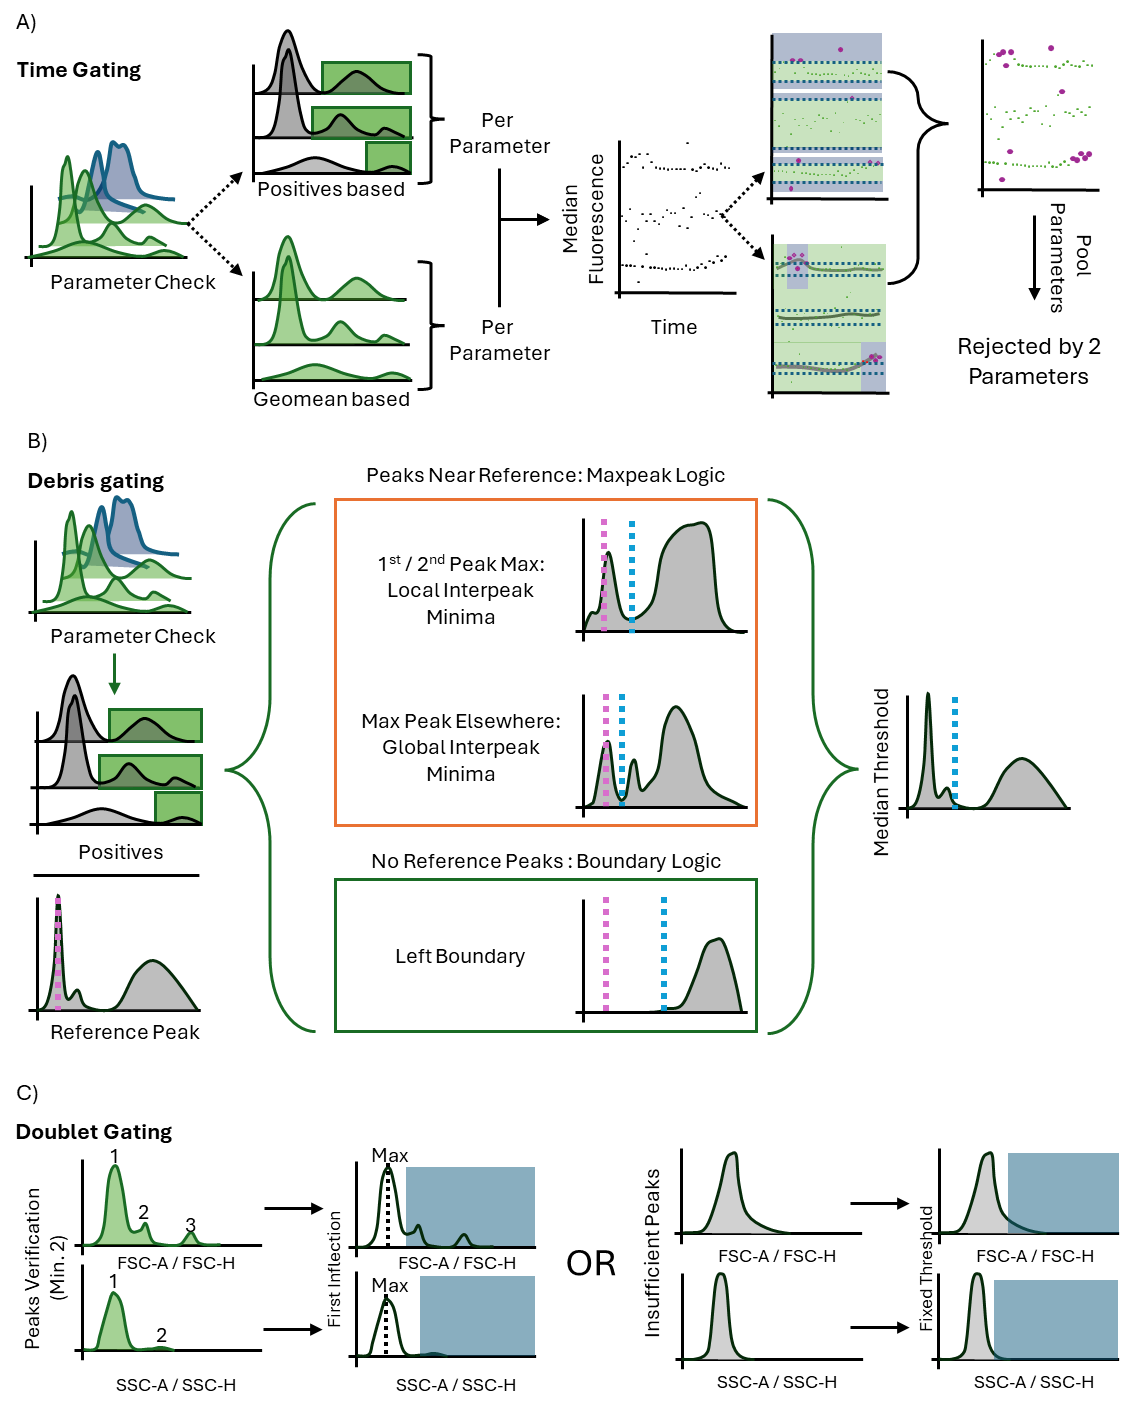 A)
Time Gating
Parameter Check
Positives based
Geomean based
Per
Parameter
Per
Parameter
Median
Fluorescence
Time
Pool
Parameters
Rejected by 2
Parameters
B)
Debris gating
Parameter Check
Positives
Reference Peak
Peaks Near Reference: Maxpeak Logic
1st / 2nd Peak Max:
Local Interpeak
Minima
Max Peak Elsewhere:
Global Interpeak
Minima
No Reference Peaks : Boundary Logic
Left Boundary
Median Threshold
C)
Doublet Gating
Peaks Verification
(Min. 2)
1
2
3
FSC-A / FSC-H
1
2
SSC-A / SSC-H
First Inflection
Max
FSC-A / FSC-H
Max
SSC-A / SSC-H
OR
Insufficient Peaks
FSC-A / FSC-H
SSC-A / SSC-H
Fixed Threshold
FSC-A / FSC-H
SSC-A / SSC-H